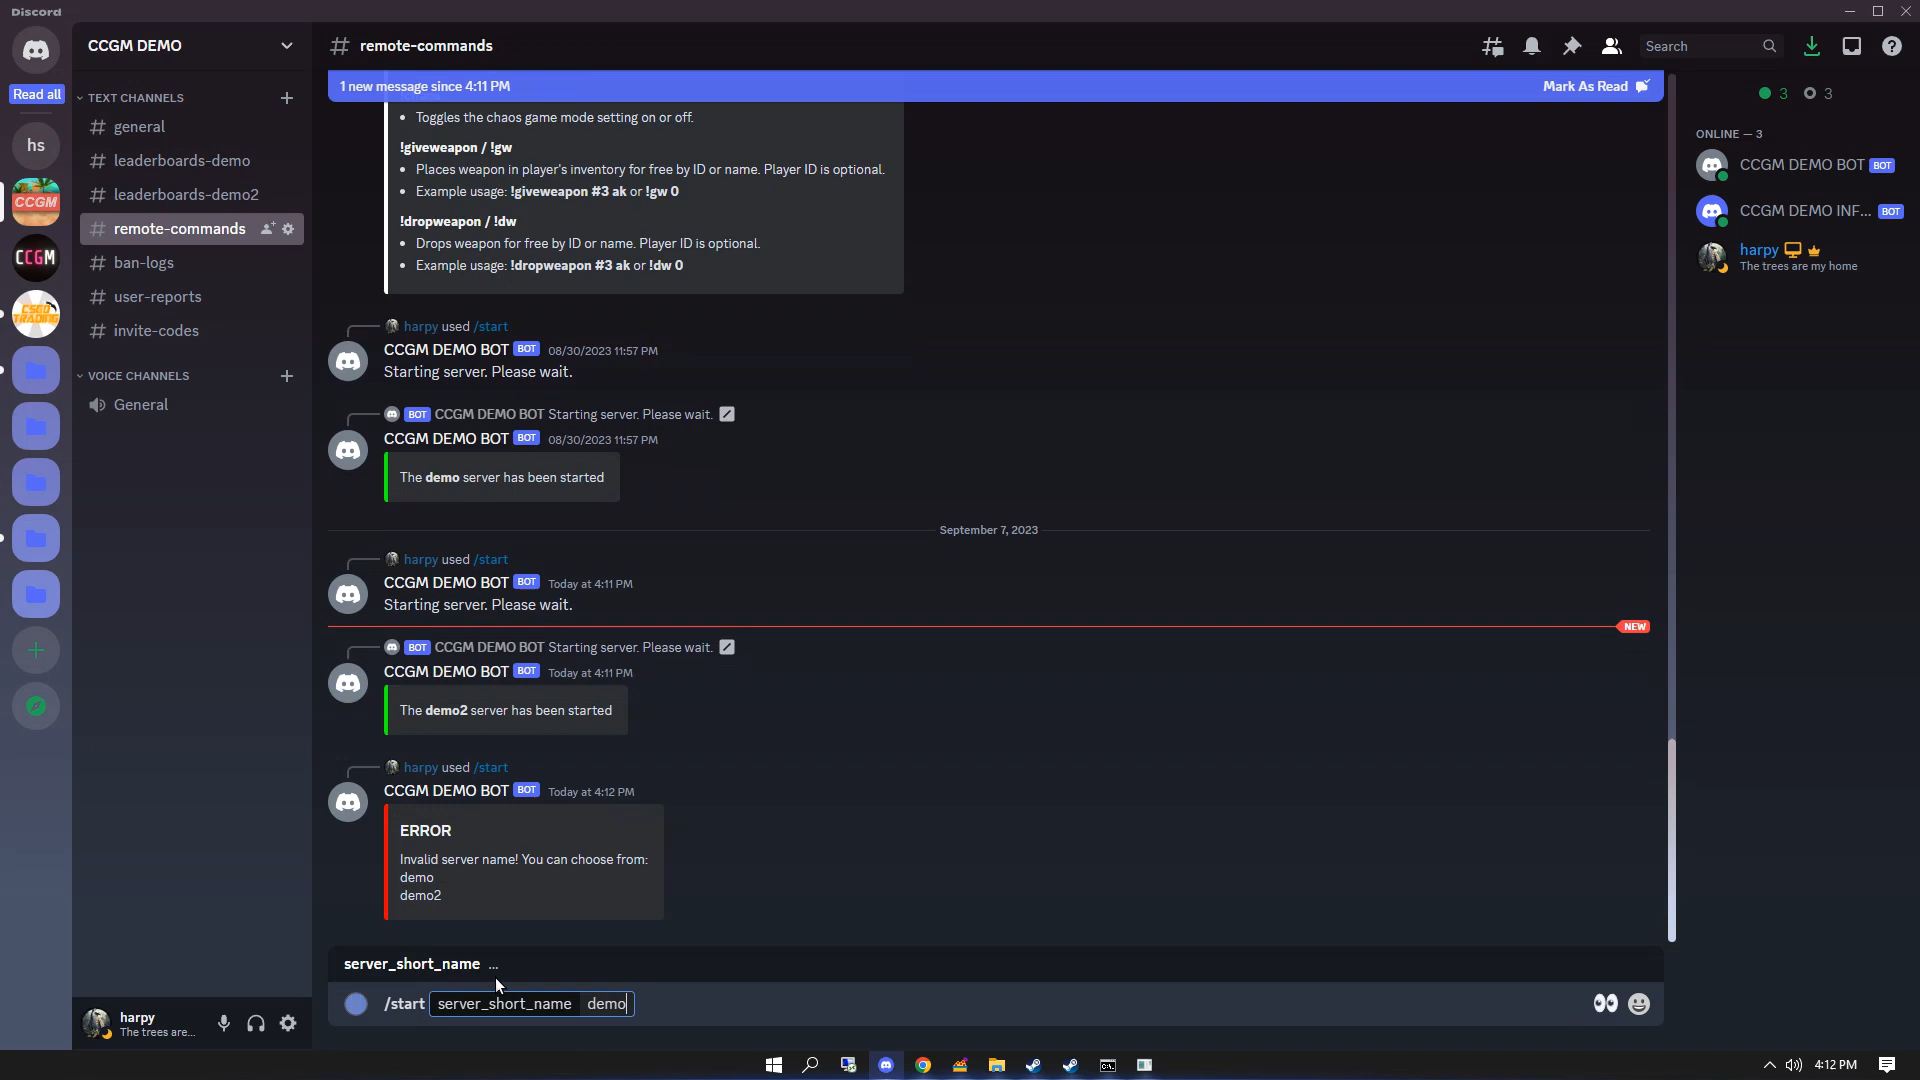 Discord
CCGM DEMO
remote-commands
Search
Read all
hs
CCGM
CCGM
CSGO
TRADING
TEXT CHANNELS
general
leaderboards-demo
leaderboards-demo2
remote-commands
ban-logs
user-reports
invite-codes
VOICE CHANNELS
General
1 new message since 4:11 PM
Mark As Read
Toggles the chaos game mode setting on or off.
!giveweapon / !gw
Places weapon in player's inventory for free by ID or name. Player ID is optional.
Example usage: !giveweapon #3 ak or !gw 0
!dropweapon / !dw
Drops weapon for free by ID or name. Player ID is optional.
Example usage: !dropweapon #3 ak or !dw 0
harpy used /start
CCGM DEMO BOT BOT 08/30/2023 11:57 PM
Starting server. Please wait.
BOT CCGM DEMO BOT Starting server. Please wait.
CCGM DEMO BOT BOT 08/30/2023 11:57 PM
The demo server has been started
September 7, 2023
harpy used /start
CCGM DEMO BOT BOT Today at 4:11 PM
Starting server. Please wait.
NEW
BOT CCGM DEMO BOT Starting server. Please wait.
CCGM DEMO BOT BOT Today at 4:11 PM
The demo2 server has been started
harpy used /start
CCGM DEMO BOT BOT Today at 4:12 PM
ERROR
Invalid server name! You can choose from:
demo
demo2
server_short_name ...
/start server_short_name demo
3 3
ONLINE — 3
CCGM DEMO BOT BOT
CCGM DEMO INF... BOT
harpy
The trees are my home
harpy
The trees are...
4:12 PM